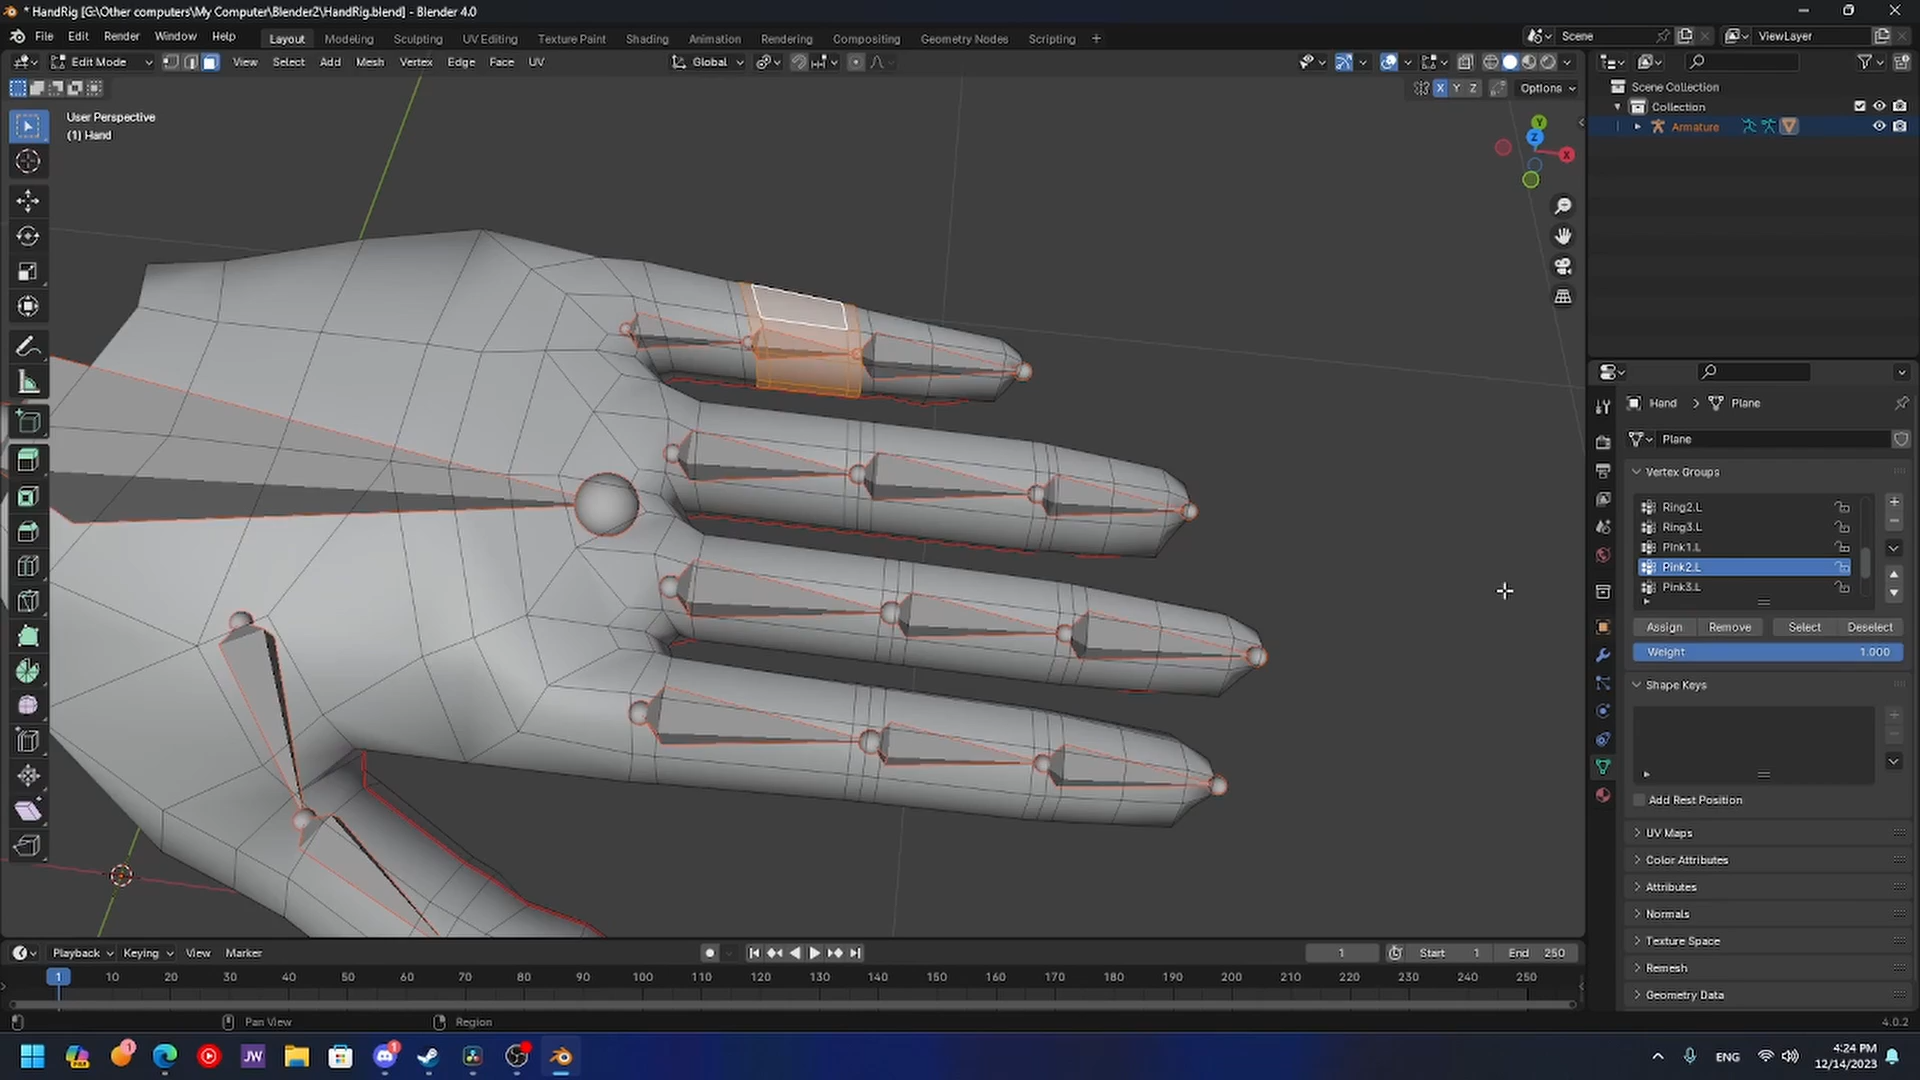 * HandRig [G:\Other computers\My Computer\Blender2\HandRig.blend] - Blender 4.0
File Edit Render Window Help Layout Modeling Sculpting UV Editing Texture Paint Shading Animation Rendering Compositing Geometry Nodes Scripting + Scene ViewLayer
Edit Mode View Select Add Mesh Vertex Edge Face UV Global
X Y Z Options
Scene Collection
Collection
Armature
User Perspective
(1) Hand
Y
Z
X
Hand > Plane
Plane
Vertex Groups
Ring2.L
Ring3.L
Pink1.L
Pink2.L
Pink3.L
Assign Remove Select Deselect
Weight 1.000
Shape Keys
Add Rest Position
UV Maps
Color Attributes
Attributes
Normals
Texture Space
Remesh
Geometry Data
Playback Keying View Marker 1 Start 1 End 250
1 10 20 30 40 50 60 70 80 90 100 110 120 130 140 150 160 170 180 190 200 210 220 230 240 250
Pan View Region 4.0.2
JW ENG 4:24 PM
12/14/2023